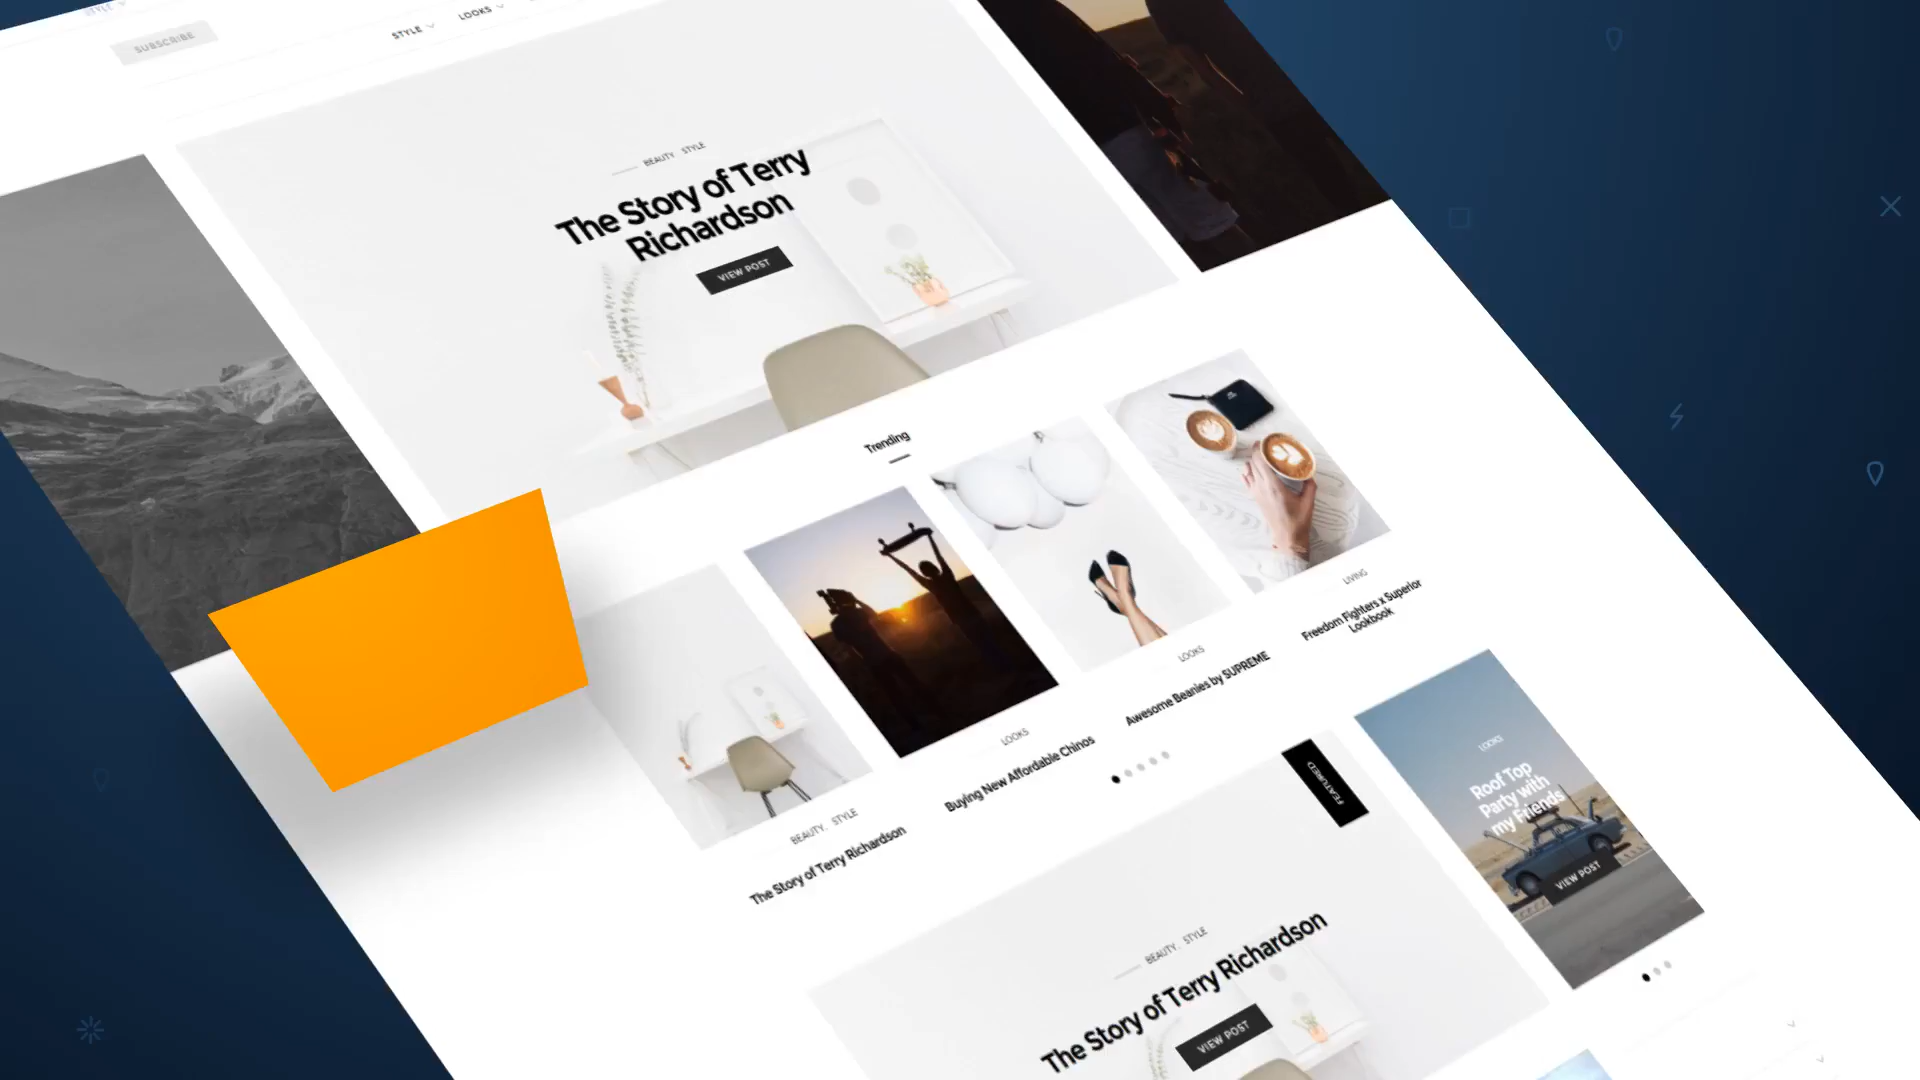 STYLE
SUBSCRIBE
STYLE
LOOKS
BEAUTY, STYLE
The Story of Terry
Richardson
VIEW POST
Trending
LIVING
Freedom Fighters x Superior
Lookbook
LOOKS
Awesome Beanies by SUPREME
LOOKS
Buying New Affordable Chinos
BEAUTY, STYLE
The Story of Terry Richardson
FEATURED
LOOKS
Roof Top
Party with
my Friends
VIEW POST
BEAUTY, STYLE
The Story of Terry Richardson
VIEW POST